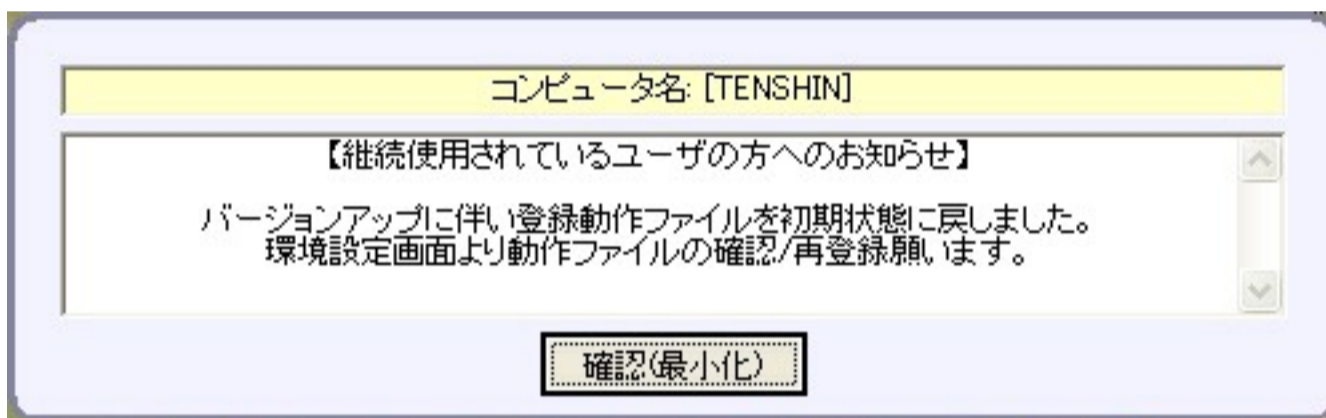 コンピュータ名: [TENSHIN]
【継続使用されているユーザの方へのお知らせ】
バージョンアップに伴い登録動作ファイルを初期状態に戻しました。
環境設定画面より動作ファイルの確認/再登録願います。
確認(最小化)